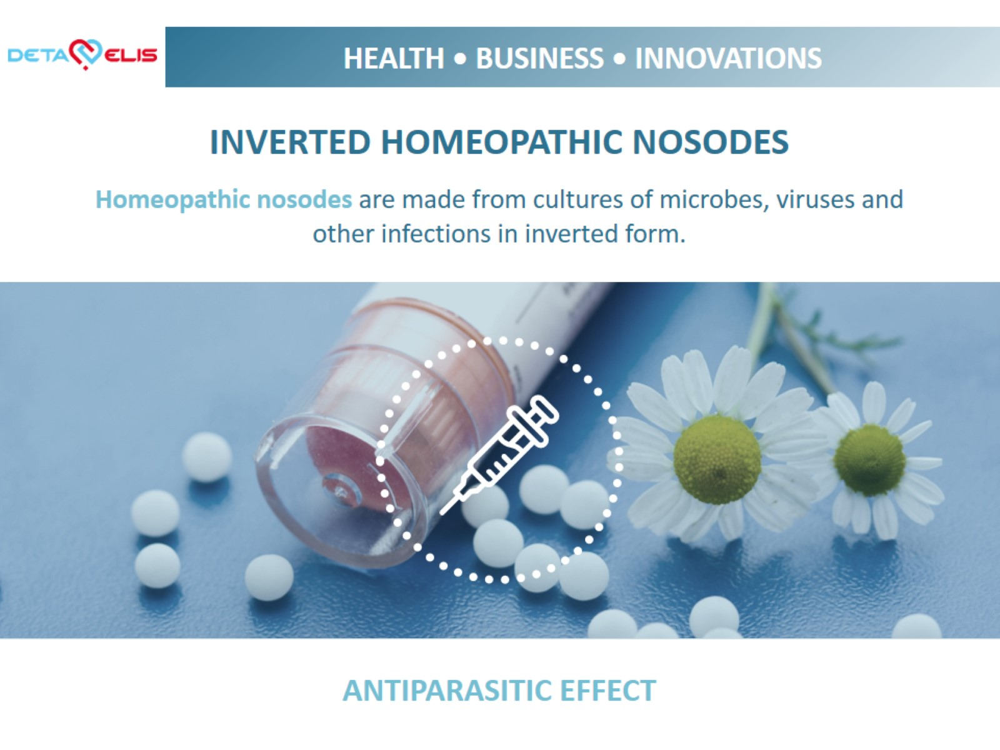 DETA ELIS
HEALTH • BUSINESS • INNOVATIONS
INVERTED HOMEOPATHIC NOSODES
Homeopathic nosodes are made from cultures of microbes, viruses and
other infections in inverted form.
ANTIPARASITIC EFFECT